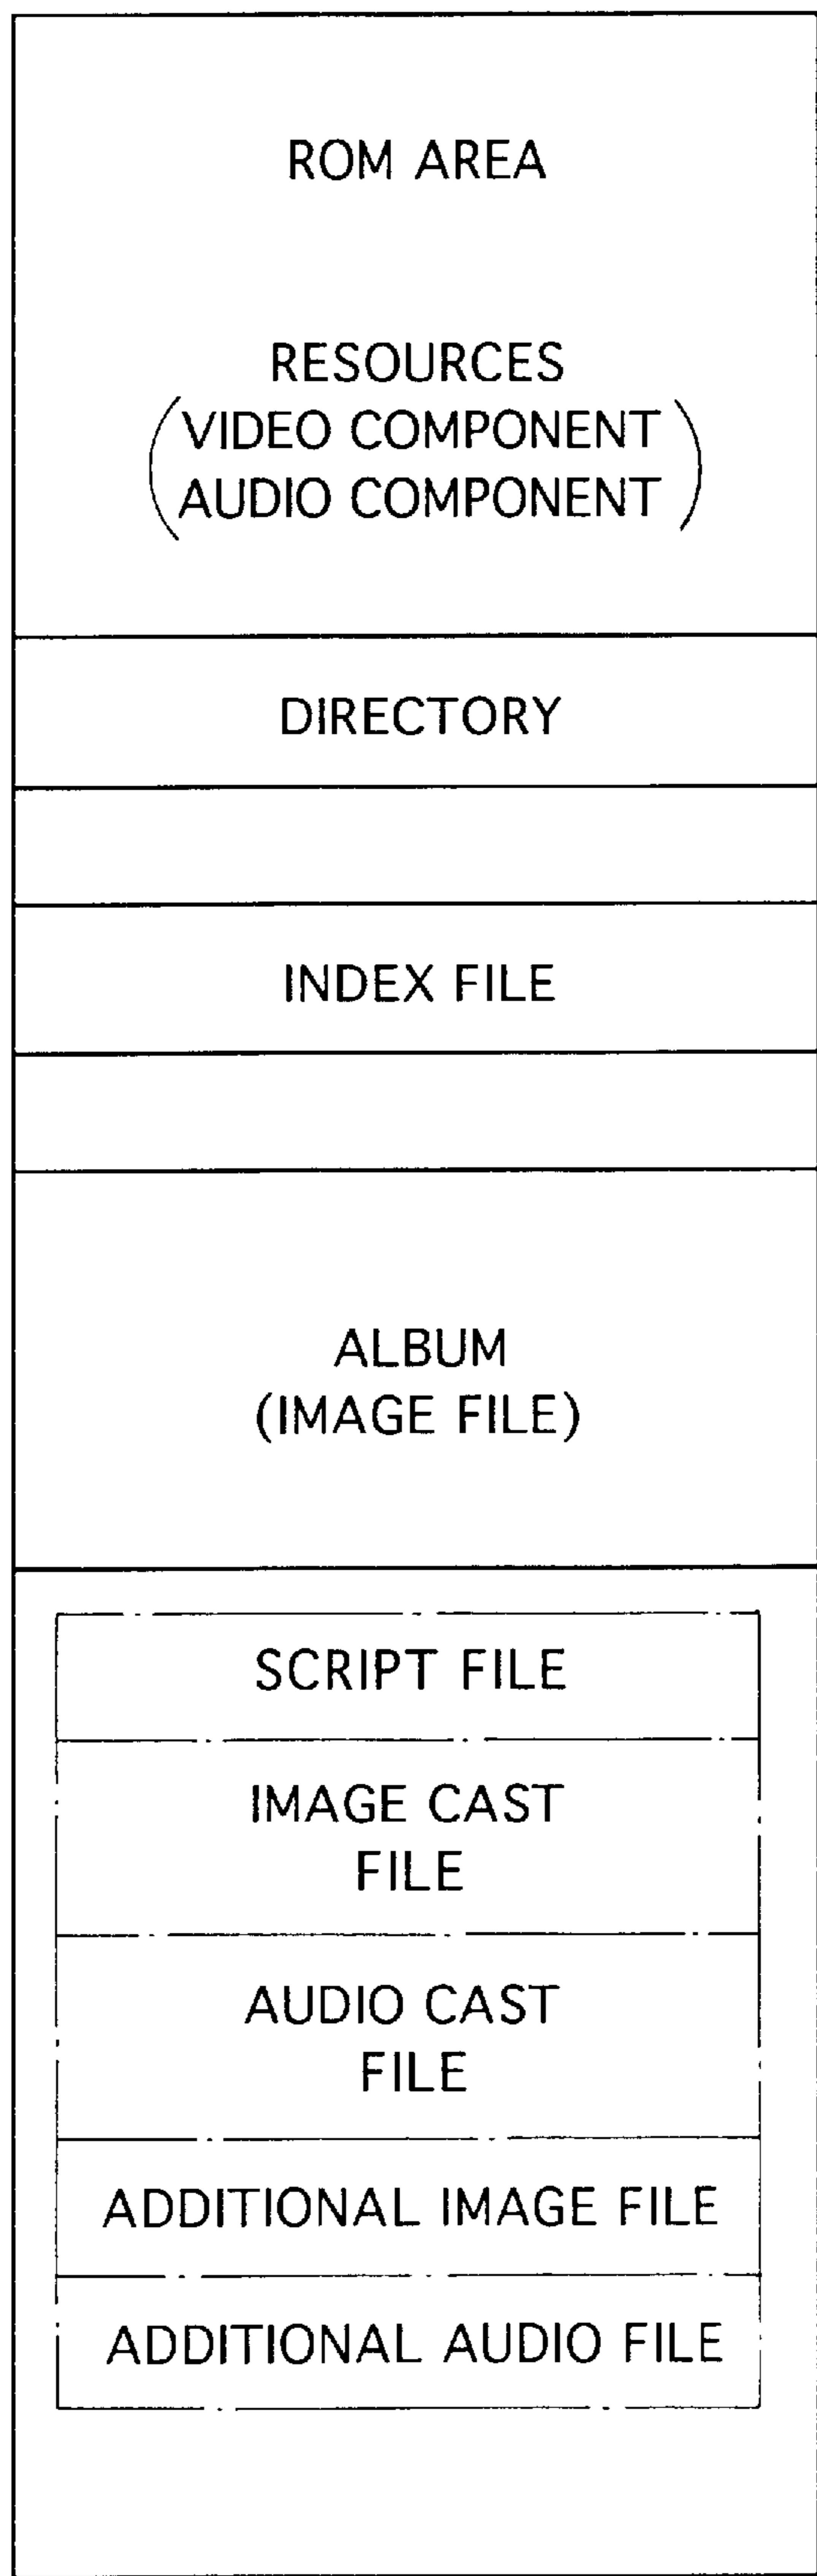 ROM AREA
RESOURCES
(VIDEO COMPONENT
AUDIO COMPONENT)
DIRECTORY
INDEX FILE
ALBUM
(IMAGE FILE)
SCRIPT FILE
IMAGE CAST
FILE
AUDIO CAST
FILE
ADDITIONAL IMAGE FILE
ADDITIONAL AUDIO FILE